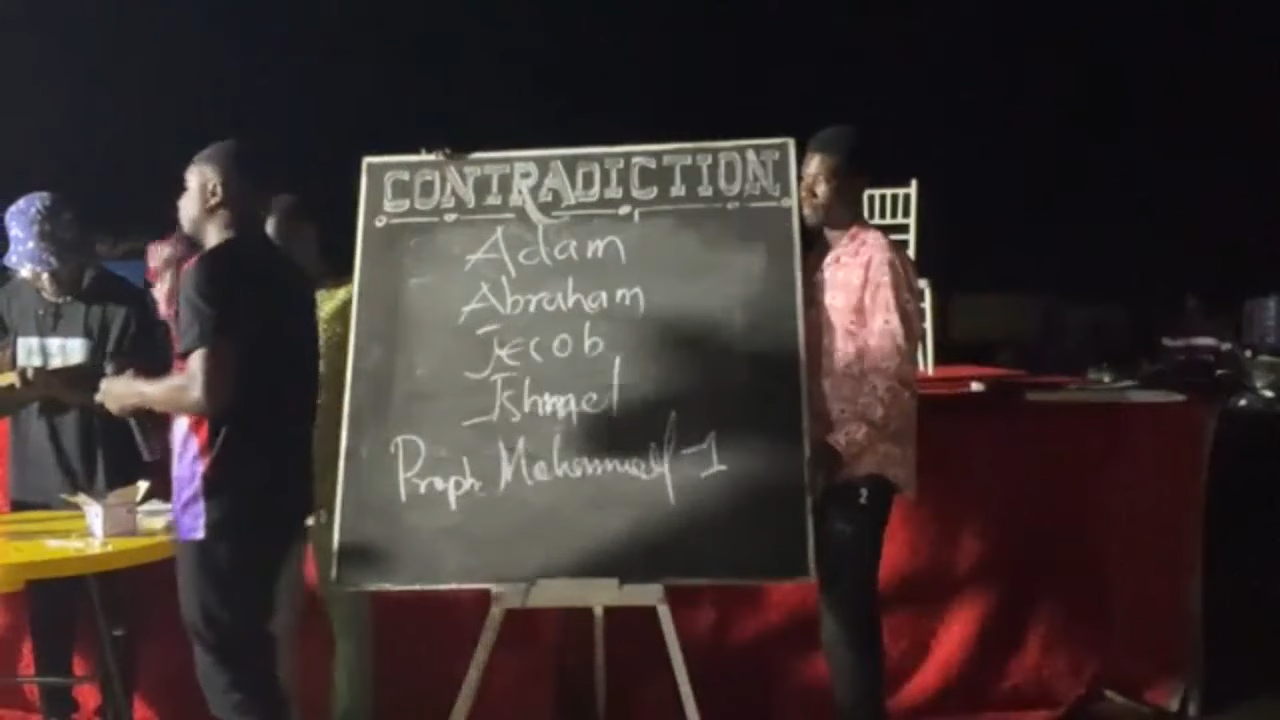 CONTRADICTION
Adam
Abraham
Jecob
Ishmael
Proph. Mohammed -1